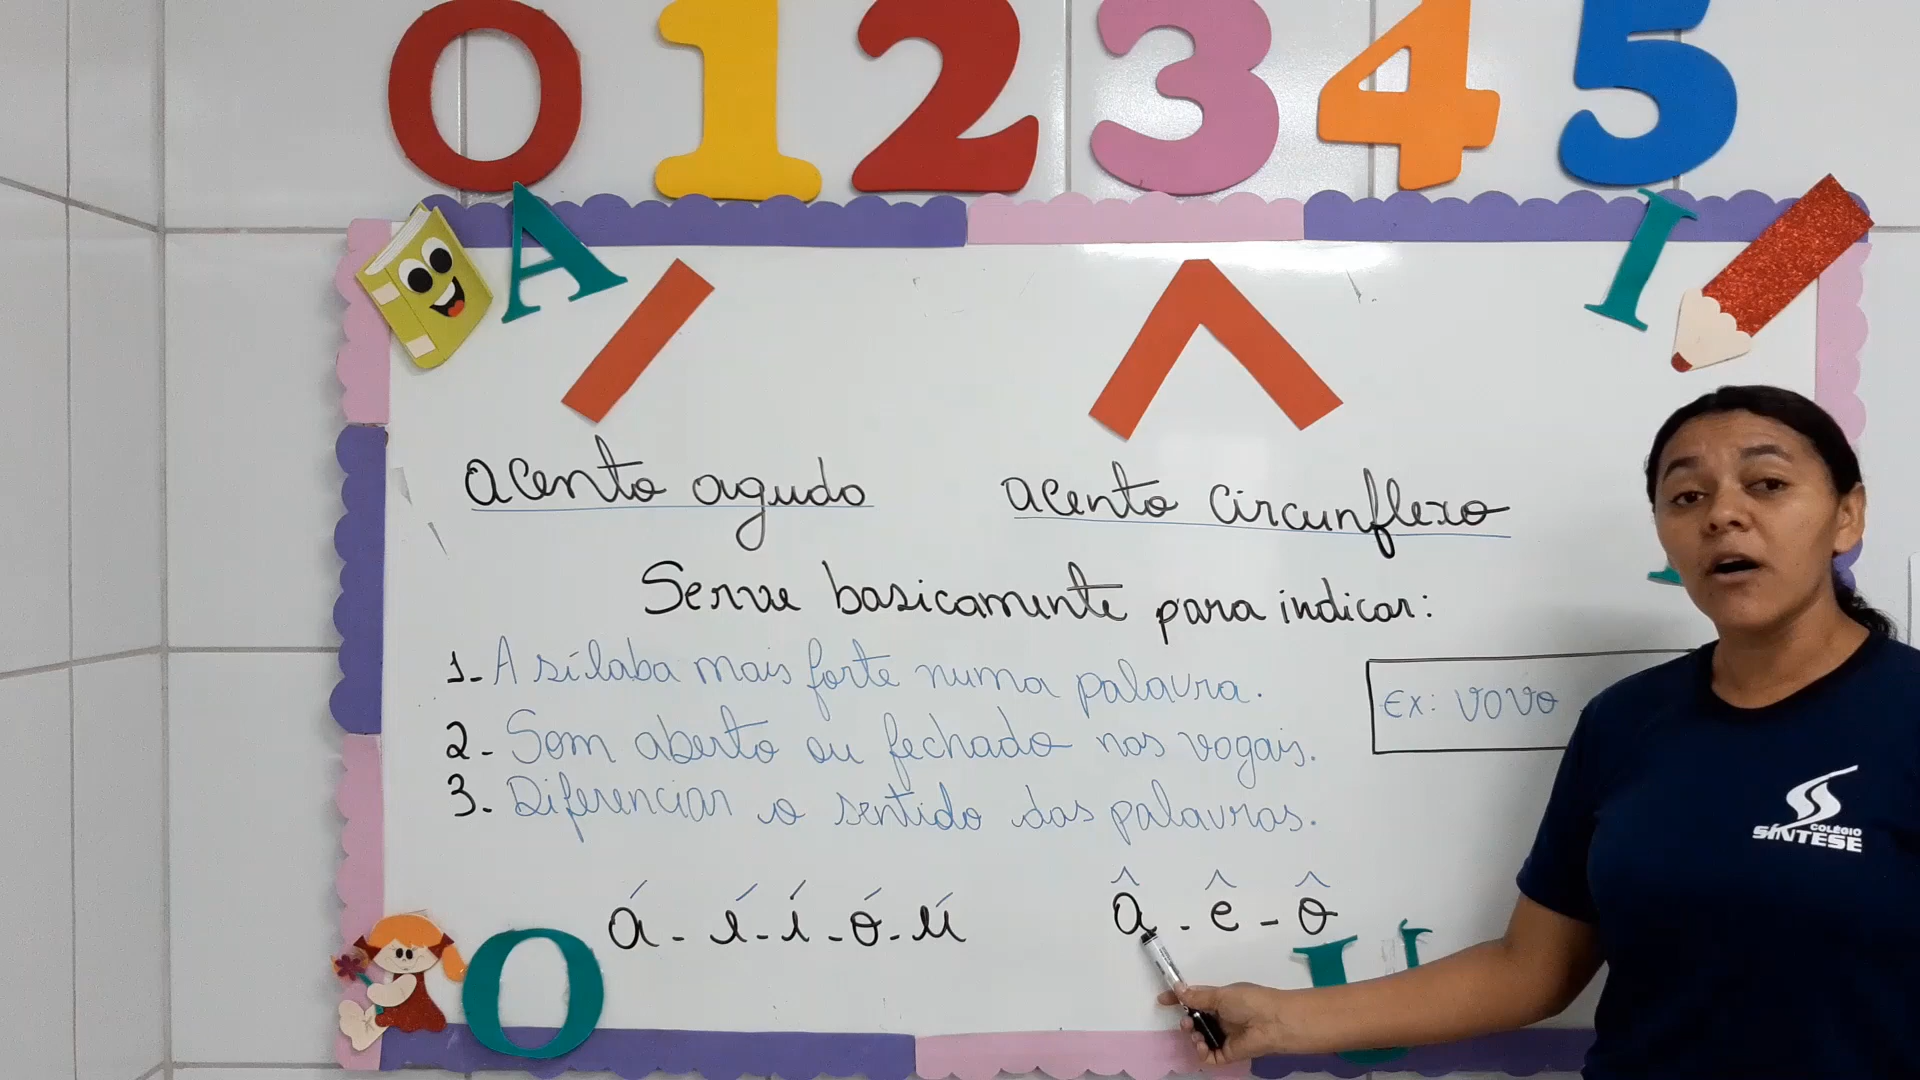 0 1 2 3 4 5
A I
acento agudo acento circunflexo
Serve basicamente para indicar:
1- A sílaba mais forte numa palavra.
Ex: vovo
2- Som aberto ou fechado nas vogais.
3- Diferenciar o sentido das palavras.
COLÉGIO
SÍNTESE
á - é - í - ó - ú â - ê - ô
O U